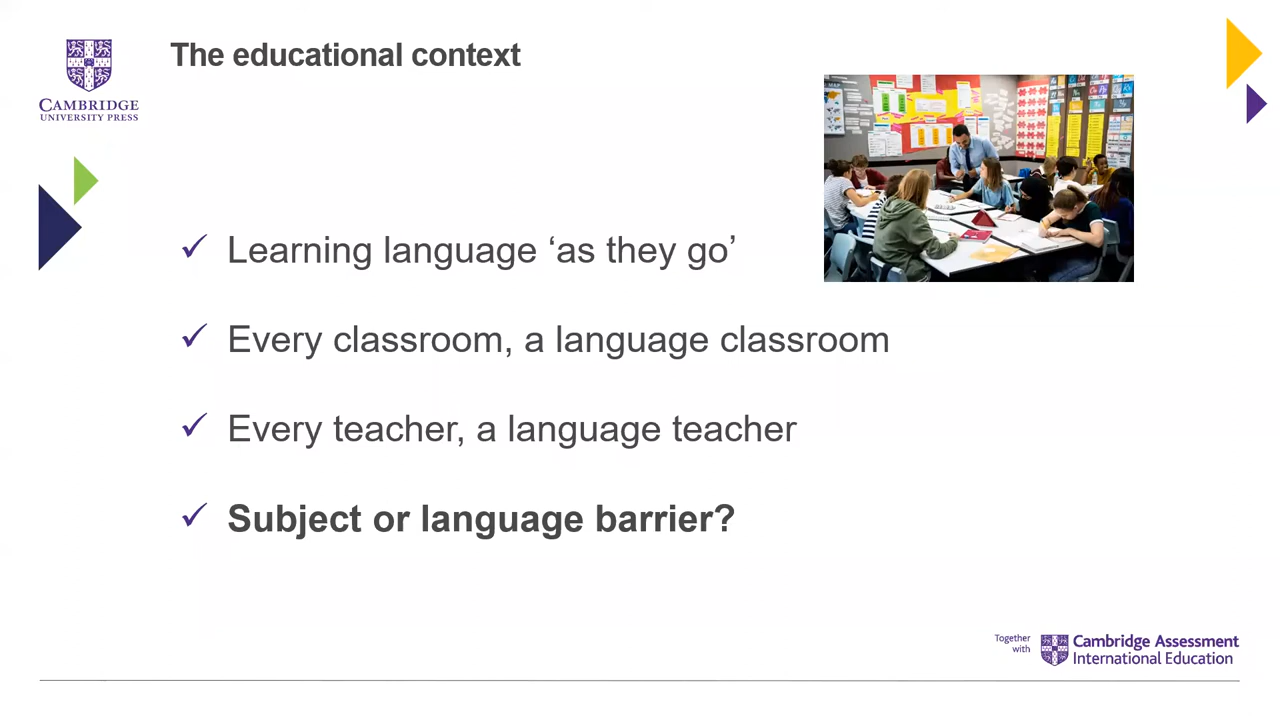 The educational context
CAMBRIDGE
UNIVERSITY PRESS
✓ Learning language ‘as they go’
✓ Every classroom, a language classroom
✓ Every teacher, a language teacher
✓ Subject or language barrier?
Together
with
Cambridge Assessment
International Education